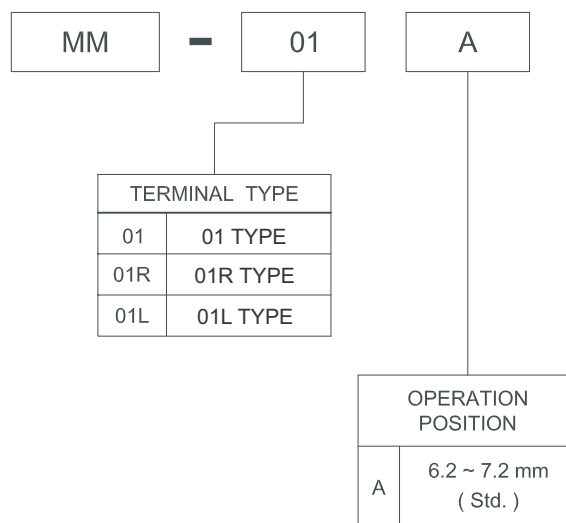 MM - 01 A
TERMINAL TYPE
01 01 TYPE
01R 01R TYPE
01L 01L TYPE
OPERATION
POSITION
A 6.2 ~ 7.2 mm
( Std. )